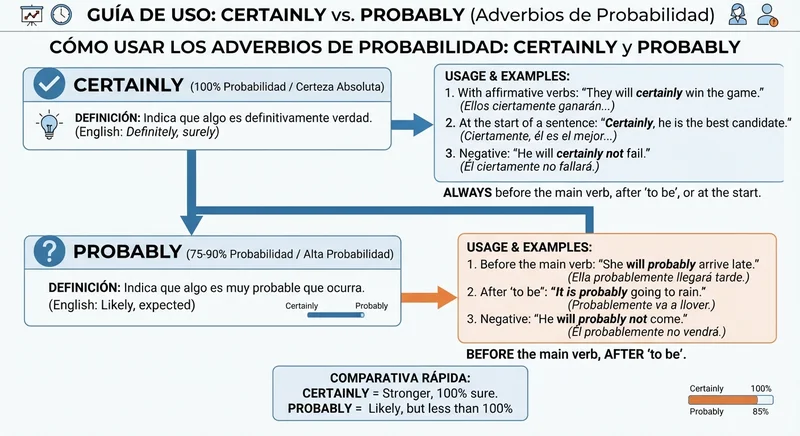 GUÍA DE USO: CERTAINLY vs. PROBABLY (Adverbios de Probabilidad)
CÓMO USAR LOS ADVERBIOS DE PROBABILIDAD: CERTAINLY y PROBABLY
CERTAINLY (100% Probabilidad / Certeza Absoluta)
DEFINICIÓN: Indica que algo es definitivamente verdad.
(English: Definitely, surely)
USAGE & EXAMPLES:
1. With affirmative verbs: “They will certainly win the game.”
(Ellos ciertamente ganarán...)
2. At the start of a sentence: “Certainly, he is the best candidate.”
(Ciertamente, él es el mejor...)
3. Negative: “He will certainly not fail.”
(Él ciertamente no fallará.)
ALWAYS before the main verb, after ‘to be’, or at the start.
? PROBABLY (75-90% Probabilidad / Alta Probabilidad)
DEFINICIÓN: Indica que algo es muy probable que ocurra.
(English: Likely, expected)
Certainly Probably
USAGE & EXAMPLES:
1. Before the main verb: “She will probably arrive late.”
(Ella probablemente llegará tarde.)
2. After ‘to be”: “It is probably going to rain.”
(Probablemente va a llover.)
3. Negative: “He will probably not come.”
(Él probablemente no vendrá.)
BEFORE the main verb, AFTER ‘to be’.
COMPARATIVA RÁPIDA:
CERTAINLY = Stronger, 100% sure.
PROBABLY = Likely, but less than 100%
Certainly 100%
Probably 85%